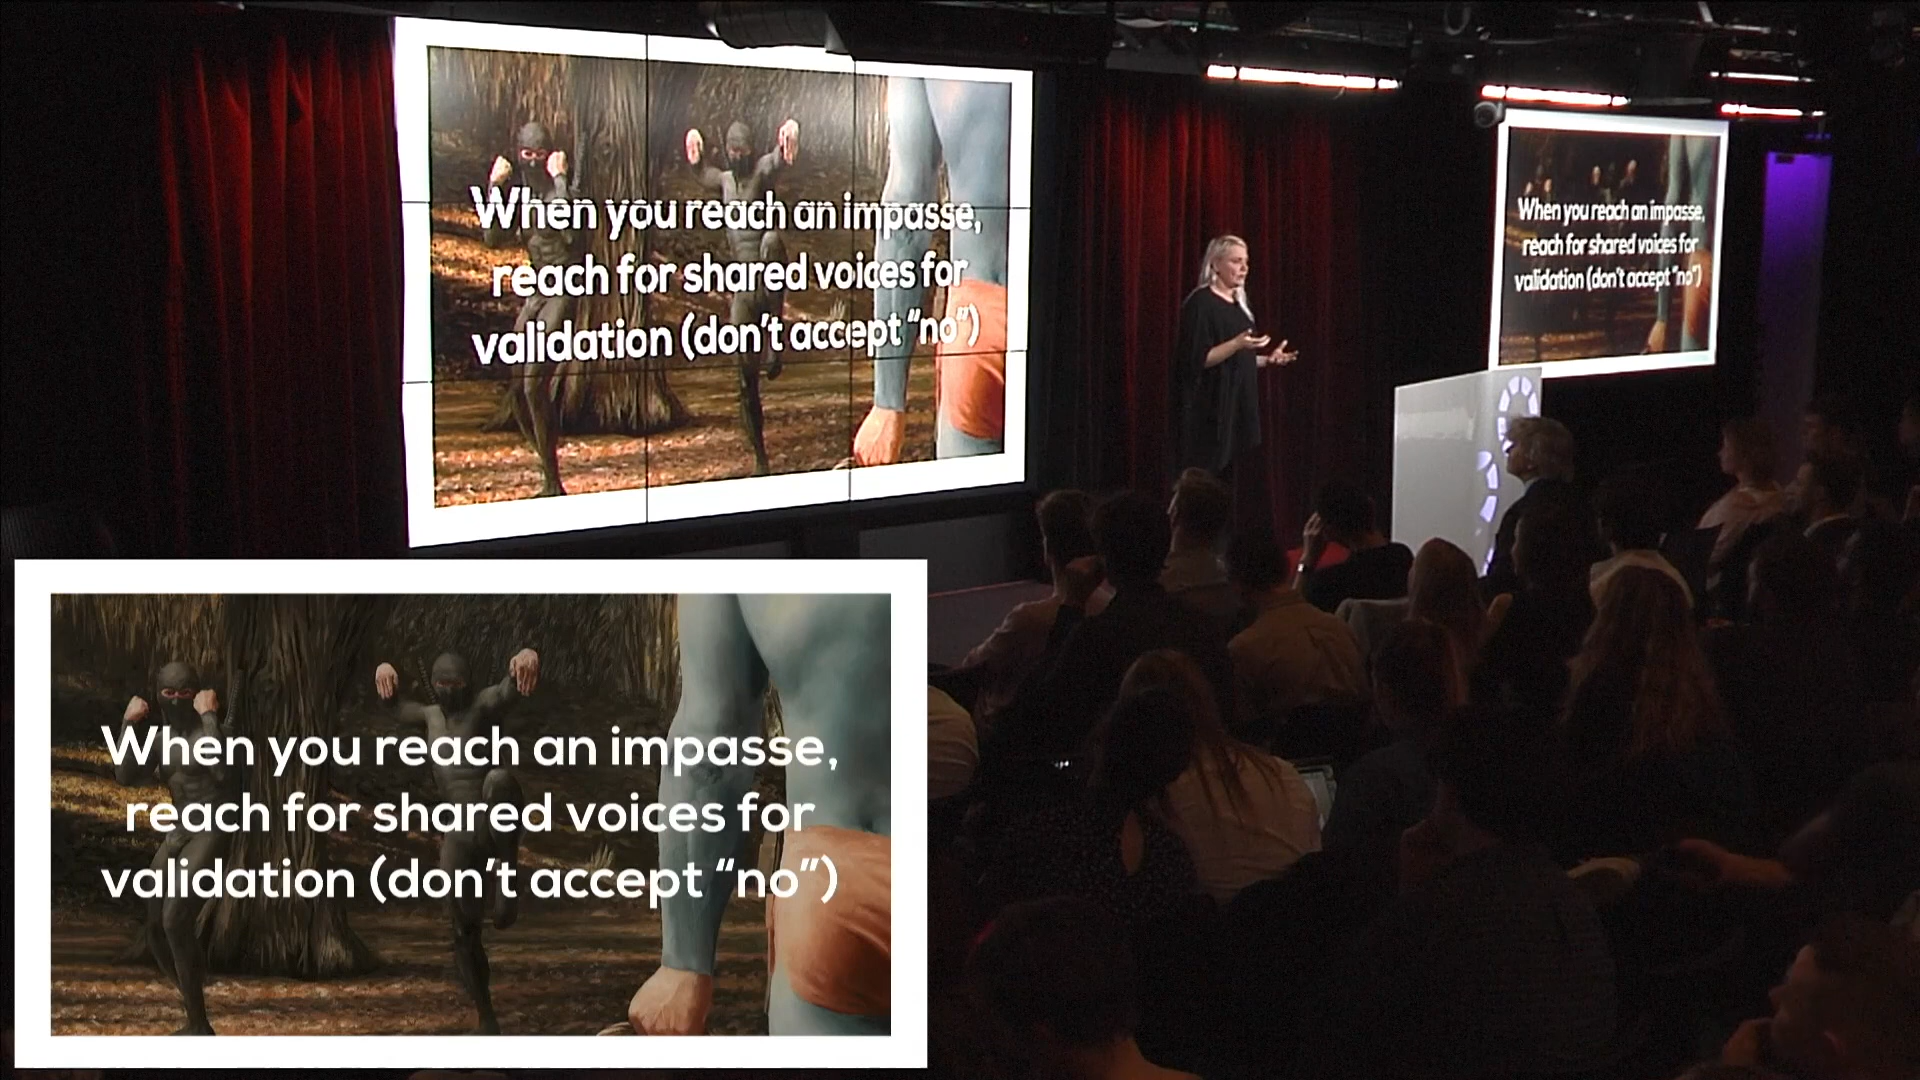 When you reach an impasse,
reach for shared voices for
validation (don't accept “no”)
When you reach an impasse,
reach for shared voices for
validation (don't accept “no”)
When you reach an impasse,
reach for shared voices for
validation (don't accept “no”)